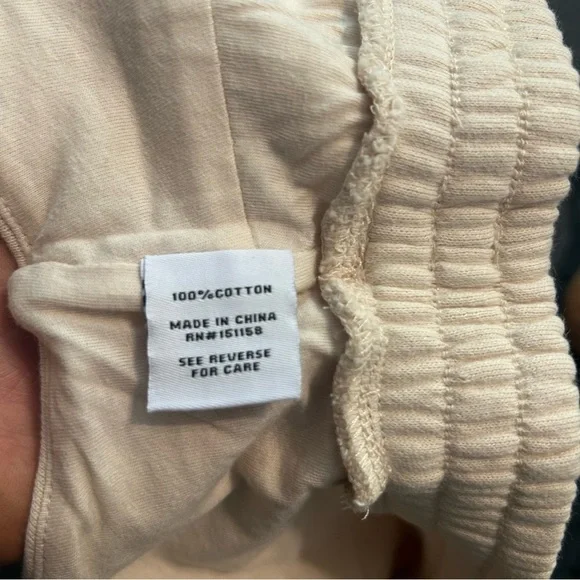 100%COTTON
MADE IN CHINA
RN#151158
SEE REVERSE
FOR CARE